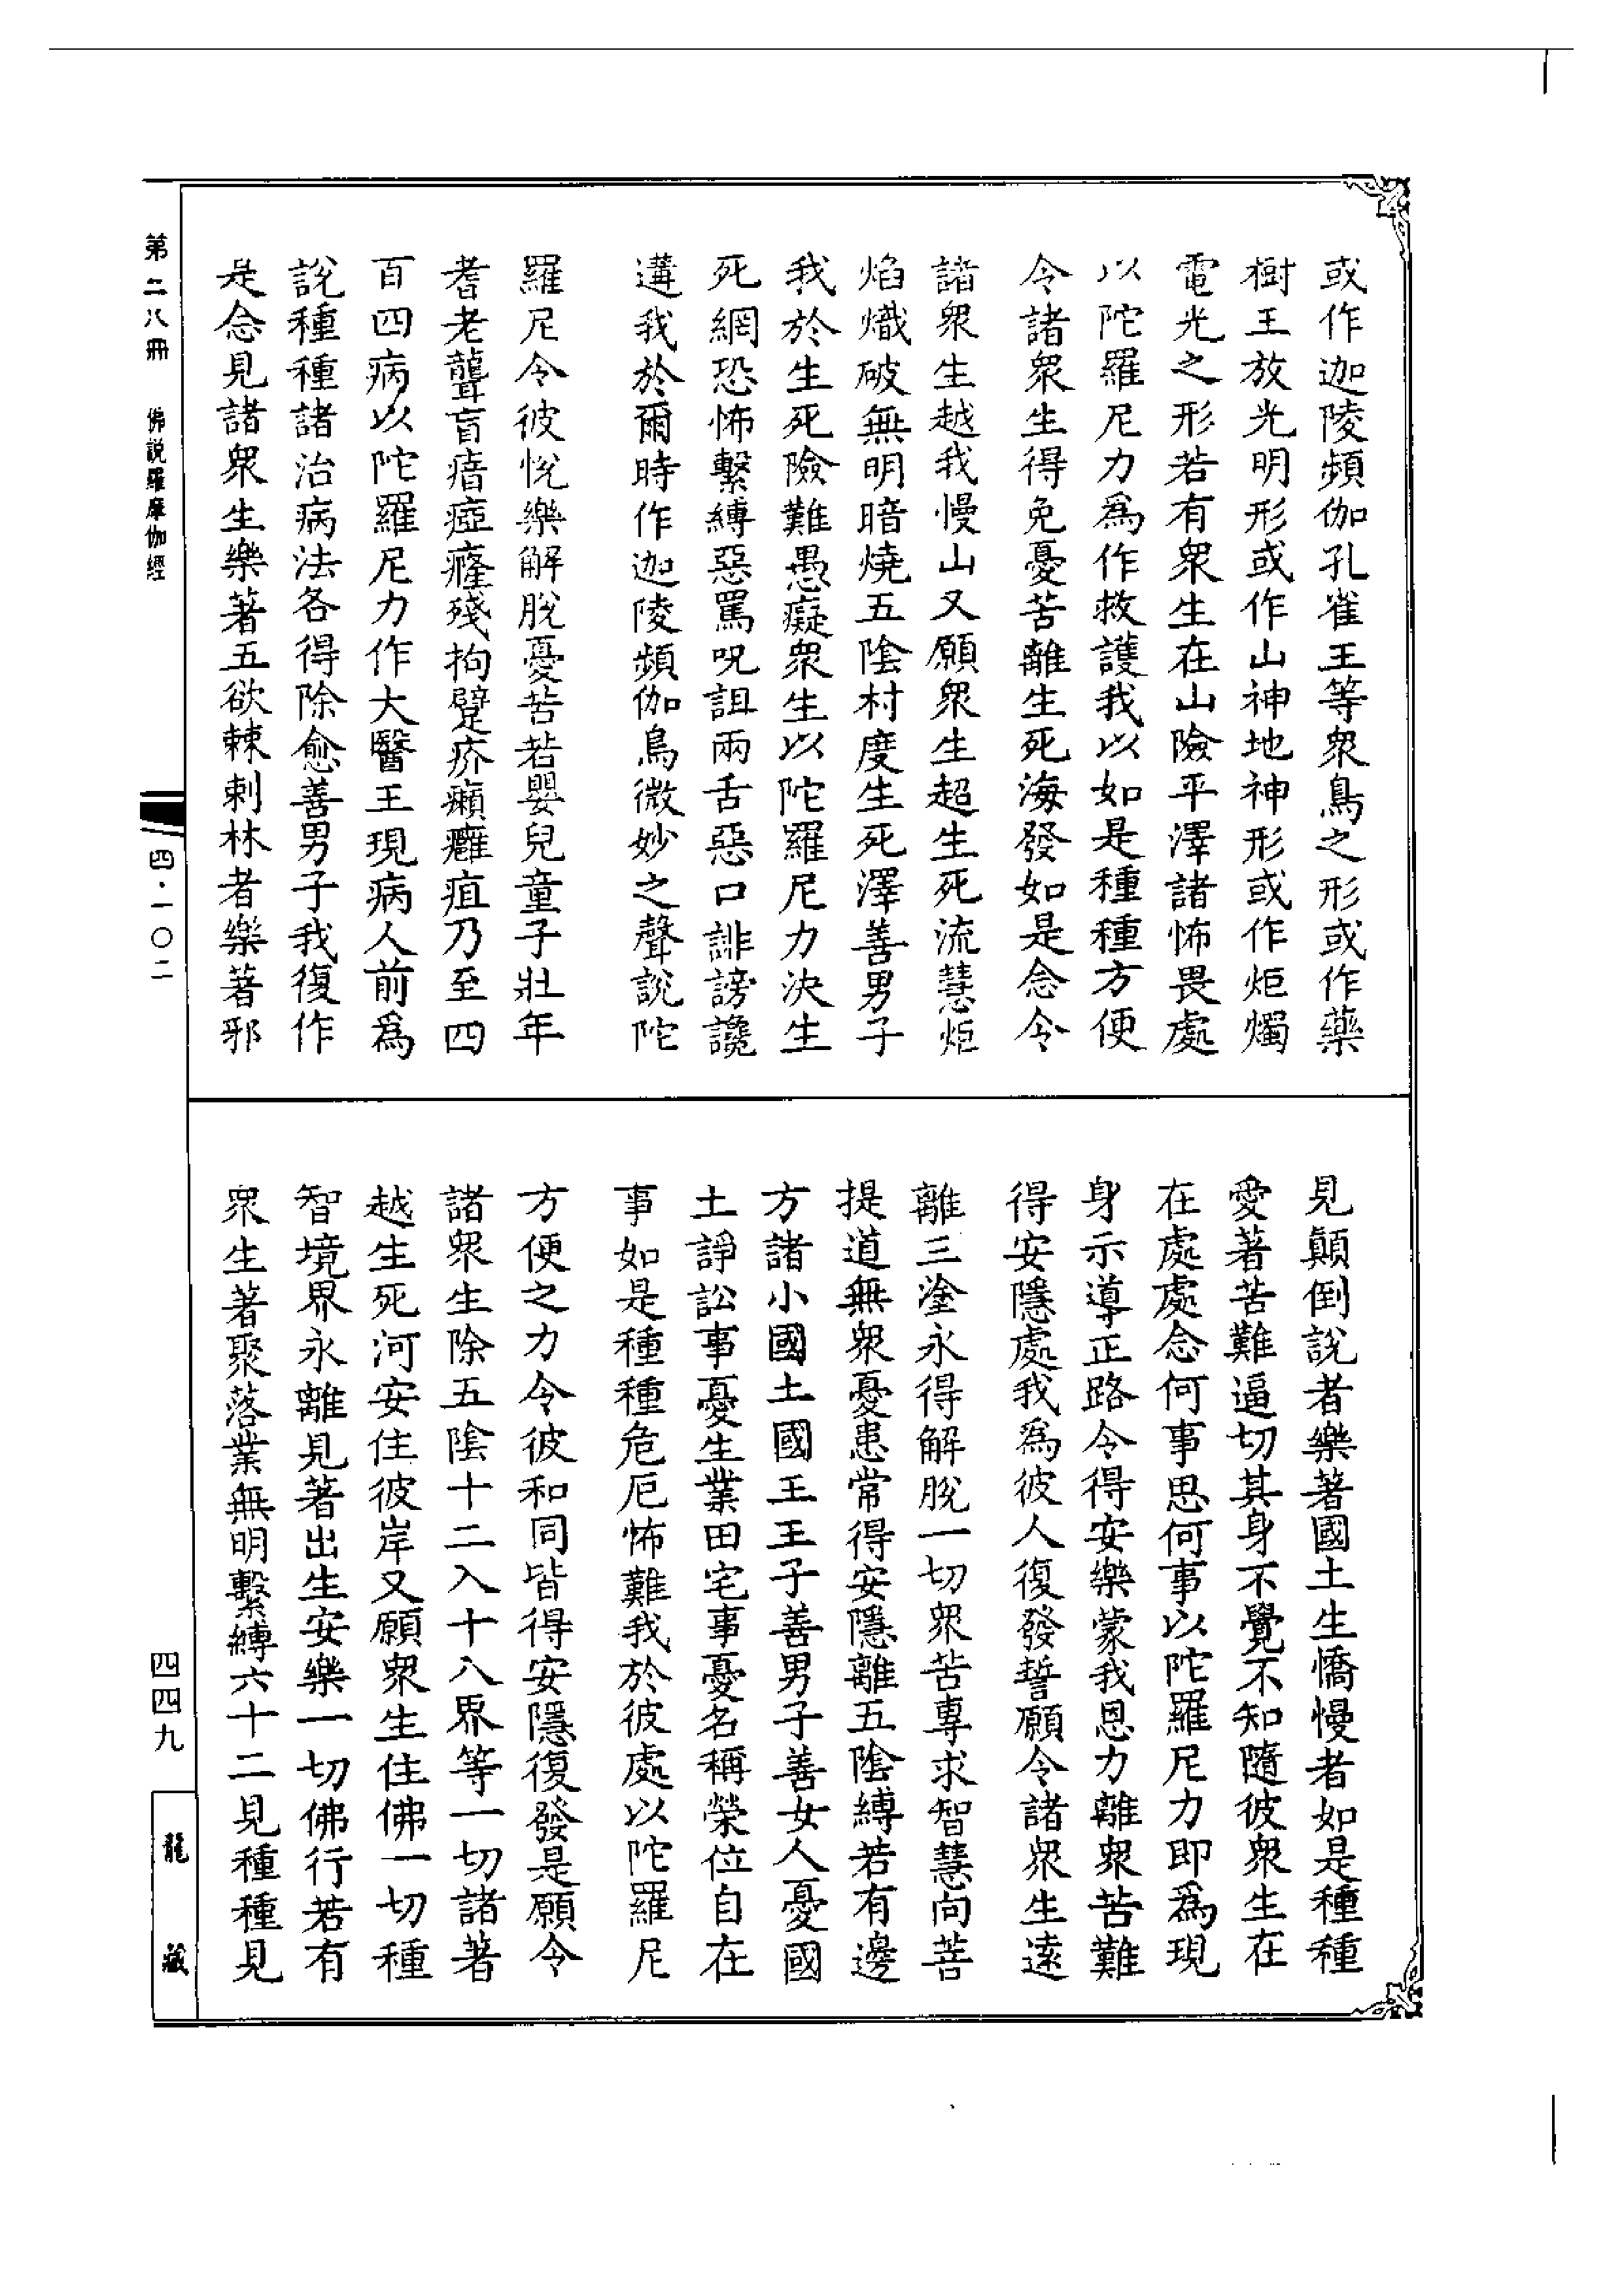 或作迦陵頻伽孔雀王等衆鳥之形或作藥
樹王放光明形或作山神地神形或作炬燭
電光之形若有衆生在山險平澤諸怖畏處
以陀羅尼力爲作救護我以如是種種方便
令諸衆生得免憂苦離生死海發如是念令
諸衆生越我慢山又願衆生超生死流慧炬
焰熾破無明暗燒五陰村度生死澤善男子
我於生死險難愚癡衆生以陀羅尼力決生
死網恐怖繫縛惡罵呪詛兩舌惡口誹謗讒
遘我於爾時作迦陵頻伽鳥微妙之聲說陀
羅尼令彼悅樂解脫憂苦若嬰兒童子壯年
耆老聾盲瘖瘂癃殘拘躄疥癩癰疽乃至四
百四病以陀羅尼力作大醫王現病人前爲
說種種諸治病法各得除愈善男子我復作
是念見諸衆生樂著五欲棘刺林者樂著邪
見顛倒說者樂著國土生憍慢者如是種種
愛著苦難逼切其身不覺不知隨彼衆生在
在處處念何事思何事以陀羅尼力即爲現
身示導正路令得安樂蒙我恩力離衆苦難
得安隱處我爲彼人復發誓願令諸衆生遠
離三塗永得解脫一切衆苦專求智慧向菩
提道無衆憂患常得安隱離五陰縛若有邊
方諸小國土國王王子善男子善女人憂國
土諍訟事憂生業田宅事憂名稱榮位自在
事如是種種危厄怖難我於彼處以陀羅尼
方便之力令彼和同皆得安隱復發是願令
諸衆生除五陰十二入十八界等一切諸著
越生死河安住彼岸又願衆生住佛一切種
智境界永離見著出生安樂一切佛行若有
衆生著聚落業無明繫縛六十二見種種見
第二八冊　佛說羅摩伽經
四·一〇二
四四九
龍藏